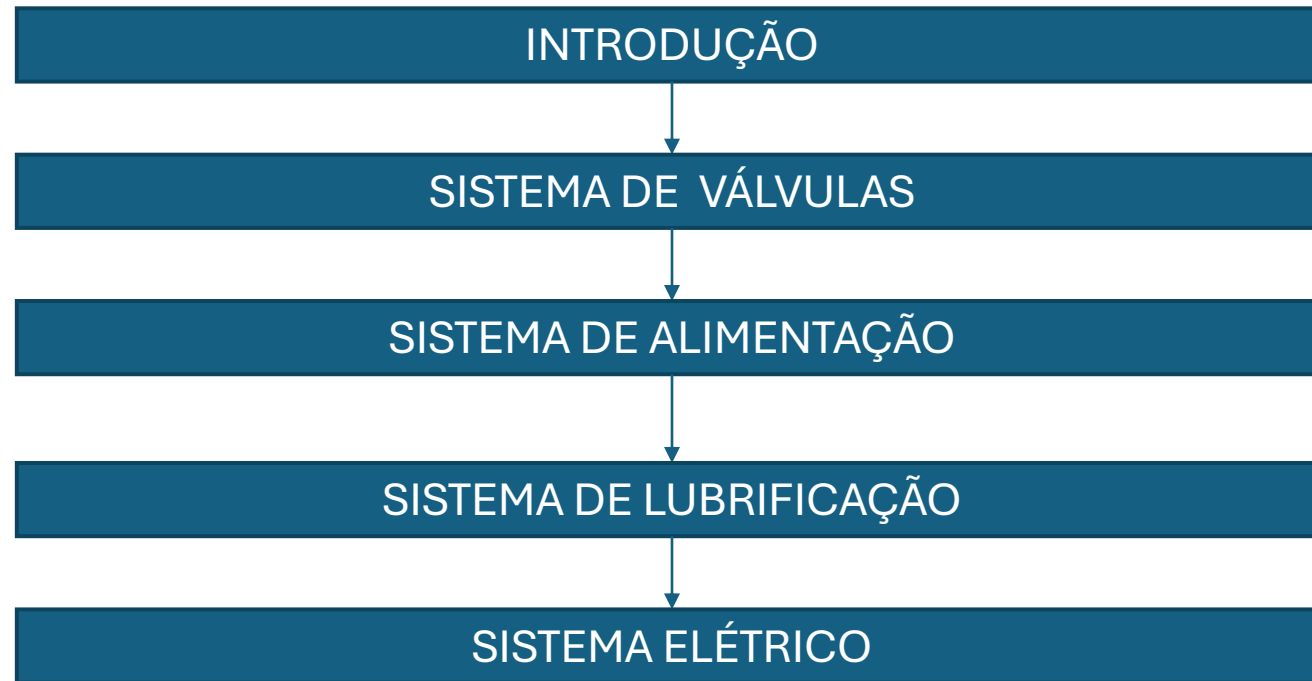 INTRODUÇÃO
SISTEMA DE VÁLVULAS
SISTEMA DE ALIMENTAÇÃO
SISTEMA DE LUBRIFICAÇÃO
SISTEMA ELÉTRICO